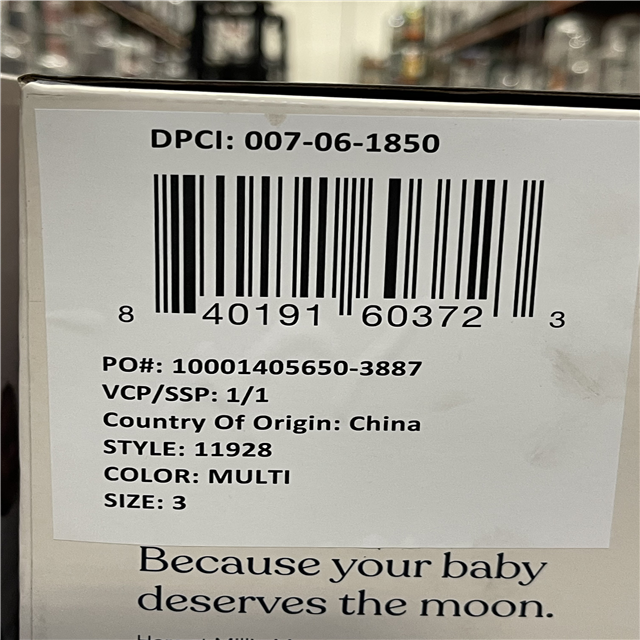 DPCI: 007-06-1850
8 40191 60372 3
PO#: 10001405650-3887
VCP/SSP: 1/1
Country Of Origin: China
STYLE: 11928
COLOR: MULTI
SIZE: 3
Because your baby
deserves the moon.